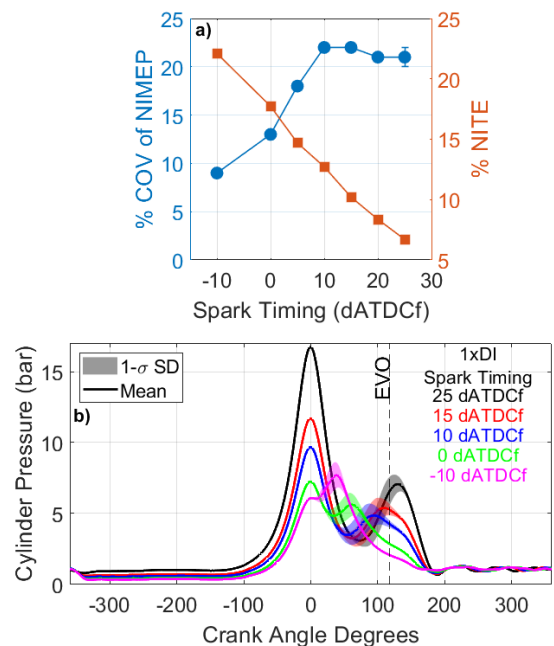 a)
% COV of NIMEP
25
20
15
10
5
0
% NITE
25
20
15
10
5
-10 0 10 20 30
Spark Timing (dATDCf)
b)
Cylinder Pressure (bar)
15
10
5
0
1-σ SD
Mean
EVO
1xDI
Spark Timing
25 dATDCf
15 dATDCf
10 dATDCf
0 dATDCf
-10 dATDCf
-300 -200 -100 0 100 200 300
Crank Angle Degrees